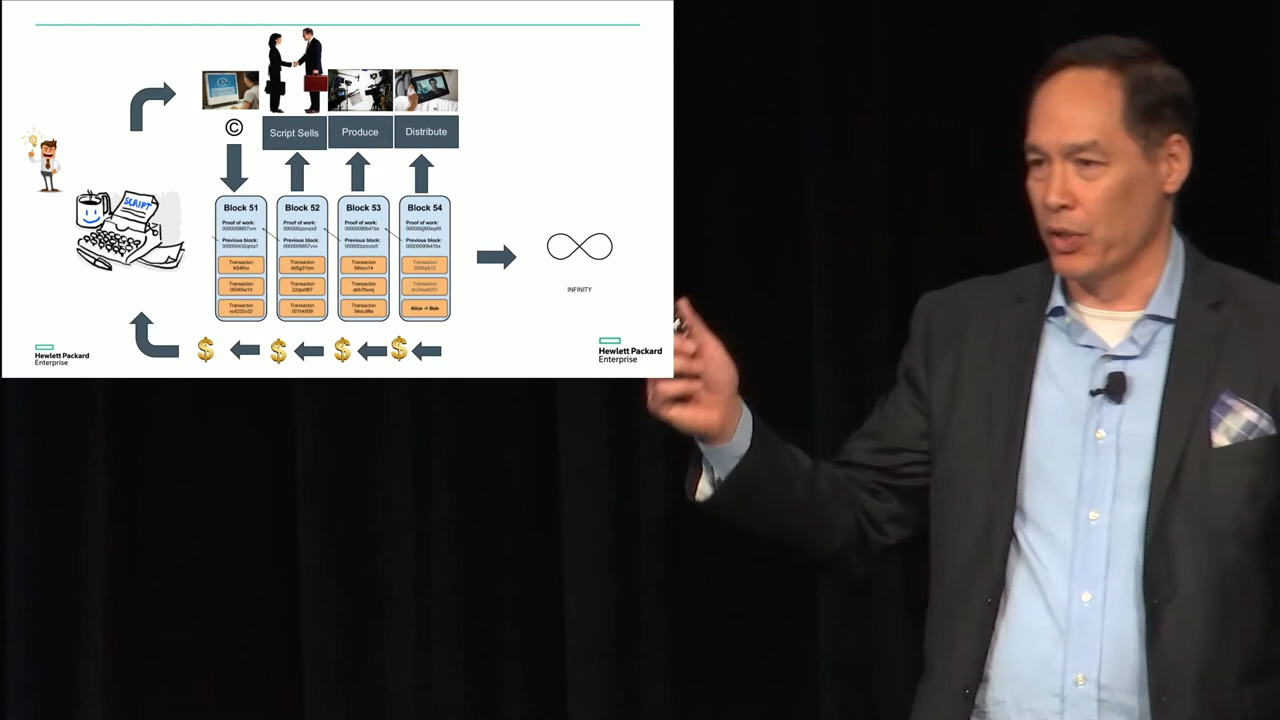 ©
Script Sells
Produce
Distribute
SCRIPT
Block 51
Proof of work:
Previous block:
Transaction
Transaction
Transaction
Block 52
Proof of work:
Previous block:
Transaction
Transaction
Transaction
Block 53
Proof of work:
Previous block:
Transaction
Transaction
Transaction
Block 54
Proof of work:
Previous block:
Transaction
Transaction
Alice -> Bob
INFINITY
$ $ $ $
Hewlett Packard
Enterprise
Hewlett Packard
Enterprise